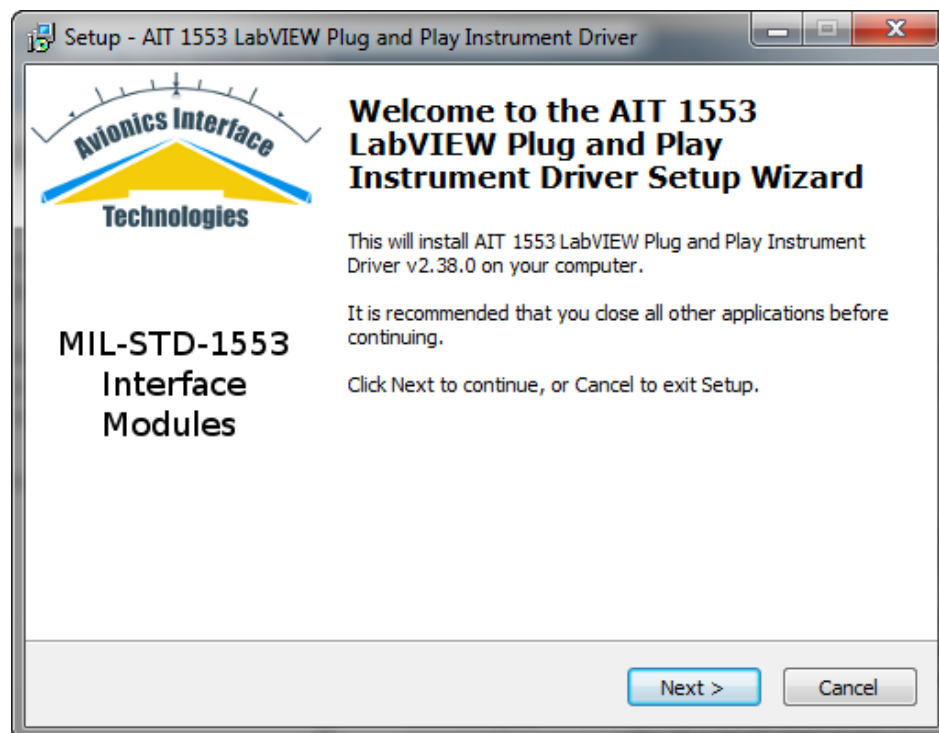 Setup - AIT 1553 LabVIEW Plug and Play Instrument Driver
Avionics Interface
Technologies
MIL-STD-1553
Interface
Modules
Welcome to the AIT 1553
LabVIEW Plug and Play
Instrument Driver Setup Wizard
This will install AIT 1553 LabVIEW Plug and Play Instrument
Driver v2.38.0 on your computer.
It is recommended that you close all other applications before
continuing.
Click Next to continue, or Cancel to exit Setup.
Next >
Cancel